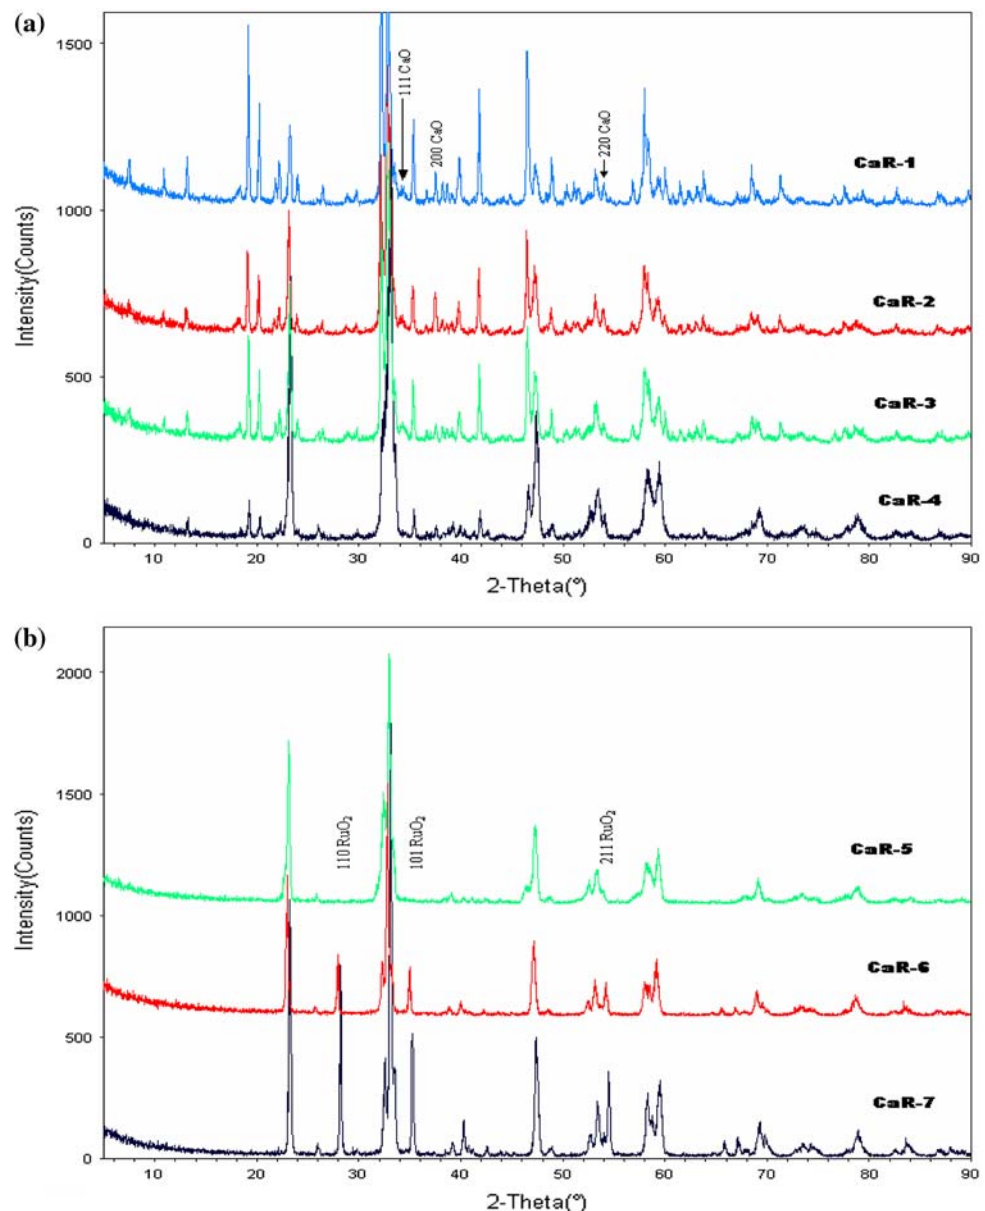 (a)
1500
1000
500
0
Intensity(Counts)
111 CaO
200 CaO
220 CaO
CaR-1
CaR-2
CaR-3
CaR-4
10 20 30 40 50 60 70 80 90
2-Theta(°)
(b)
2000
1500
1000
500
0
Intensity(Counts)
110 RuO₂
101 RuO₂
211 RuO₂
CaR-5
CaR-6
CaR-7
10 20 30 40 50 60 70 80 90
2-Theta(°)